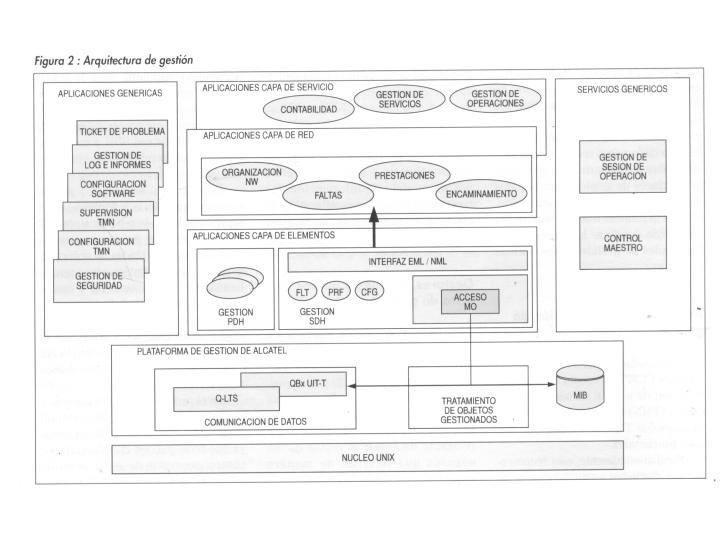 Figura 2 : Arquitectura de gestión
APLICACIONES GENERICAS
TICKET DE PROBLEMA
GESTION DE
LOG E INFORMES
CONFIGURACION
SOFTWARE
SUPERVISION
TMN
CONFIGURACION
TMN
GESTION DE
SEGURIDAD
APLICACIONES CAPA DE SERVICIO
CONTABILIDAD
GESTION DE
SERVICIOS
GESTION DE
OPERACIONES
APLICACIONES CAPA DE RED
ORGANIZACION
NW
FALTAS
PRESTACIONES
ENCAMINAMIENTO
APLICACIONES CAPA DE ELEMENTOS
GESTION
PDH
INTERFAZ EML / NML
FLT
PRF
CFG
GESTION
SDH
ACCESO
MO
SERVICIOS GENERICOS
GESTION DE
SESION DE
OPERACION
CONTROL
MAESTRO
PLATAFORMA DE GESTION DE ALCATEL
QBx UIT-T
Q-LTS
COMUNICACION DE DATOS
TRATAMIENTO
DE OBJETOS
GESTIONADOS
MIB
NUCLEO UNIX